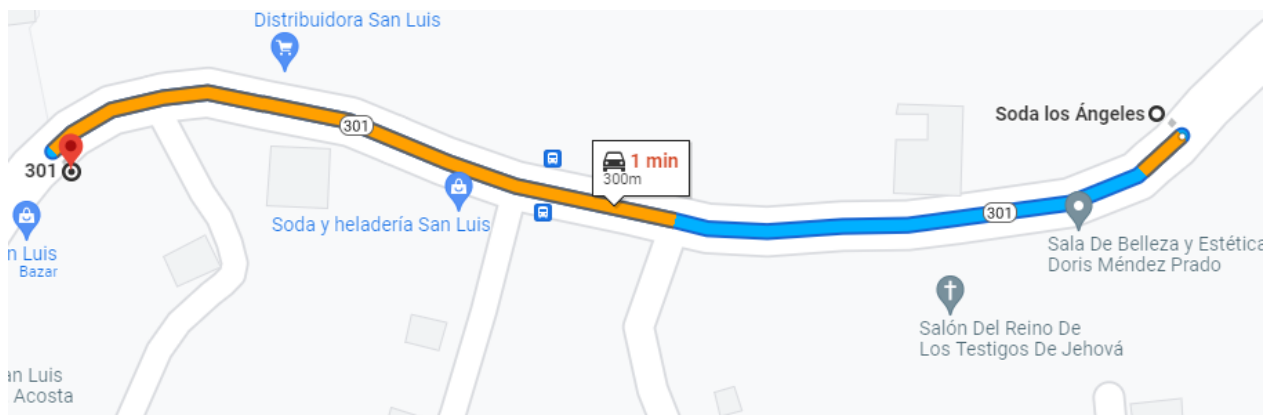 Distribuidora San Luis
Soda los Ángeles
301
1 min
300m
301
Soda y heladería San Luis
301
n Luis
Bazar
Sala De Belleza y Estética
Doris Méndez Prado
Salón Del Reino De
Los Testigos De Jehová
an Luis
Acosta